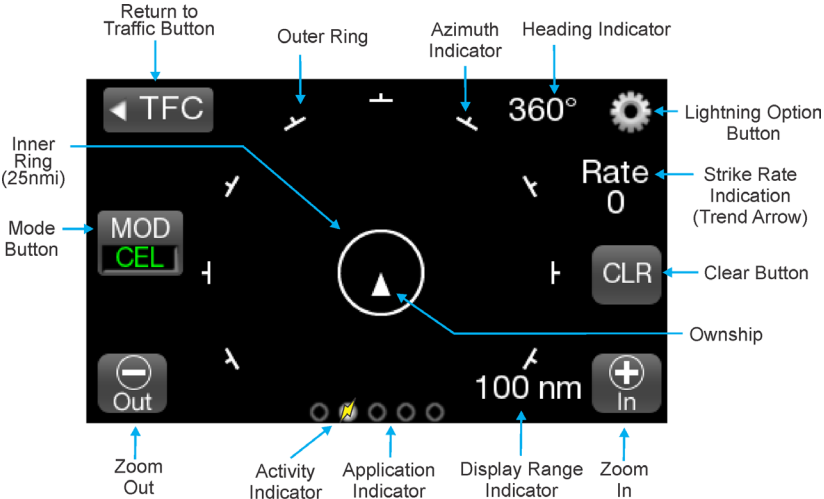 Return to
Traffic Button
Outer Ring
Azimuth
Indicator
Heading Indicator
TFC
360°
Lightning Option
Button
Inner
Ring
(25nmi)
Rate
0
Strike Rate
Indication
(Trend Arrow)
Mode
Button
MOD
CEL
CLR
Clear Button
Ownship
Out
100 nm
In
Zoom
Out
Activity
Indicator
Application
Indicator
Display Range
Indicator
Zoom
In